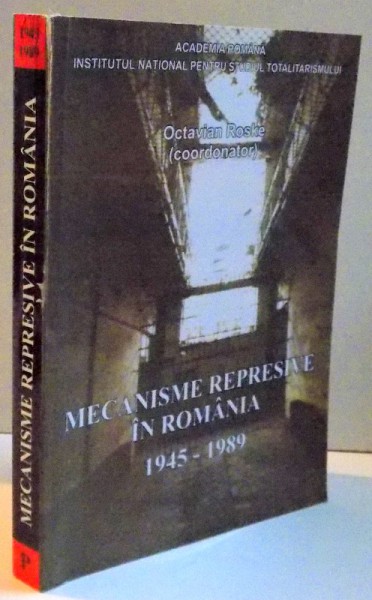 ACADEMIA ROMÂNĂ
INSTITUTUL NAȚIONAL PENTRU STUDIUL TOTALITARISMULUI
Octavian Roske
(coordonator)
MECANISME REPRESIVE
ÎN ROMÂNIA
1945 - 1989
1945
1989
MECANISME REPRESIVE ÎN ROMÂNIA
P